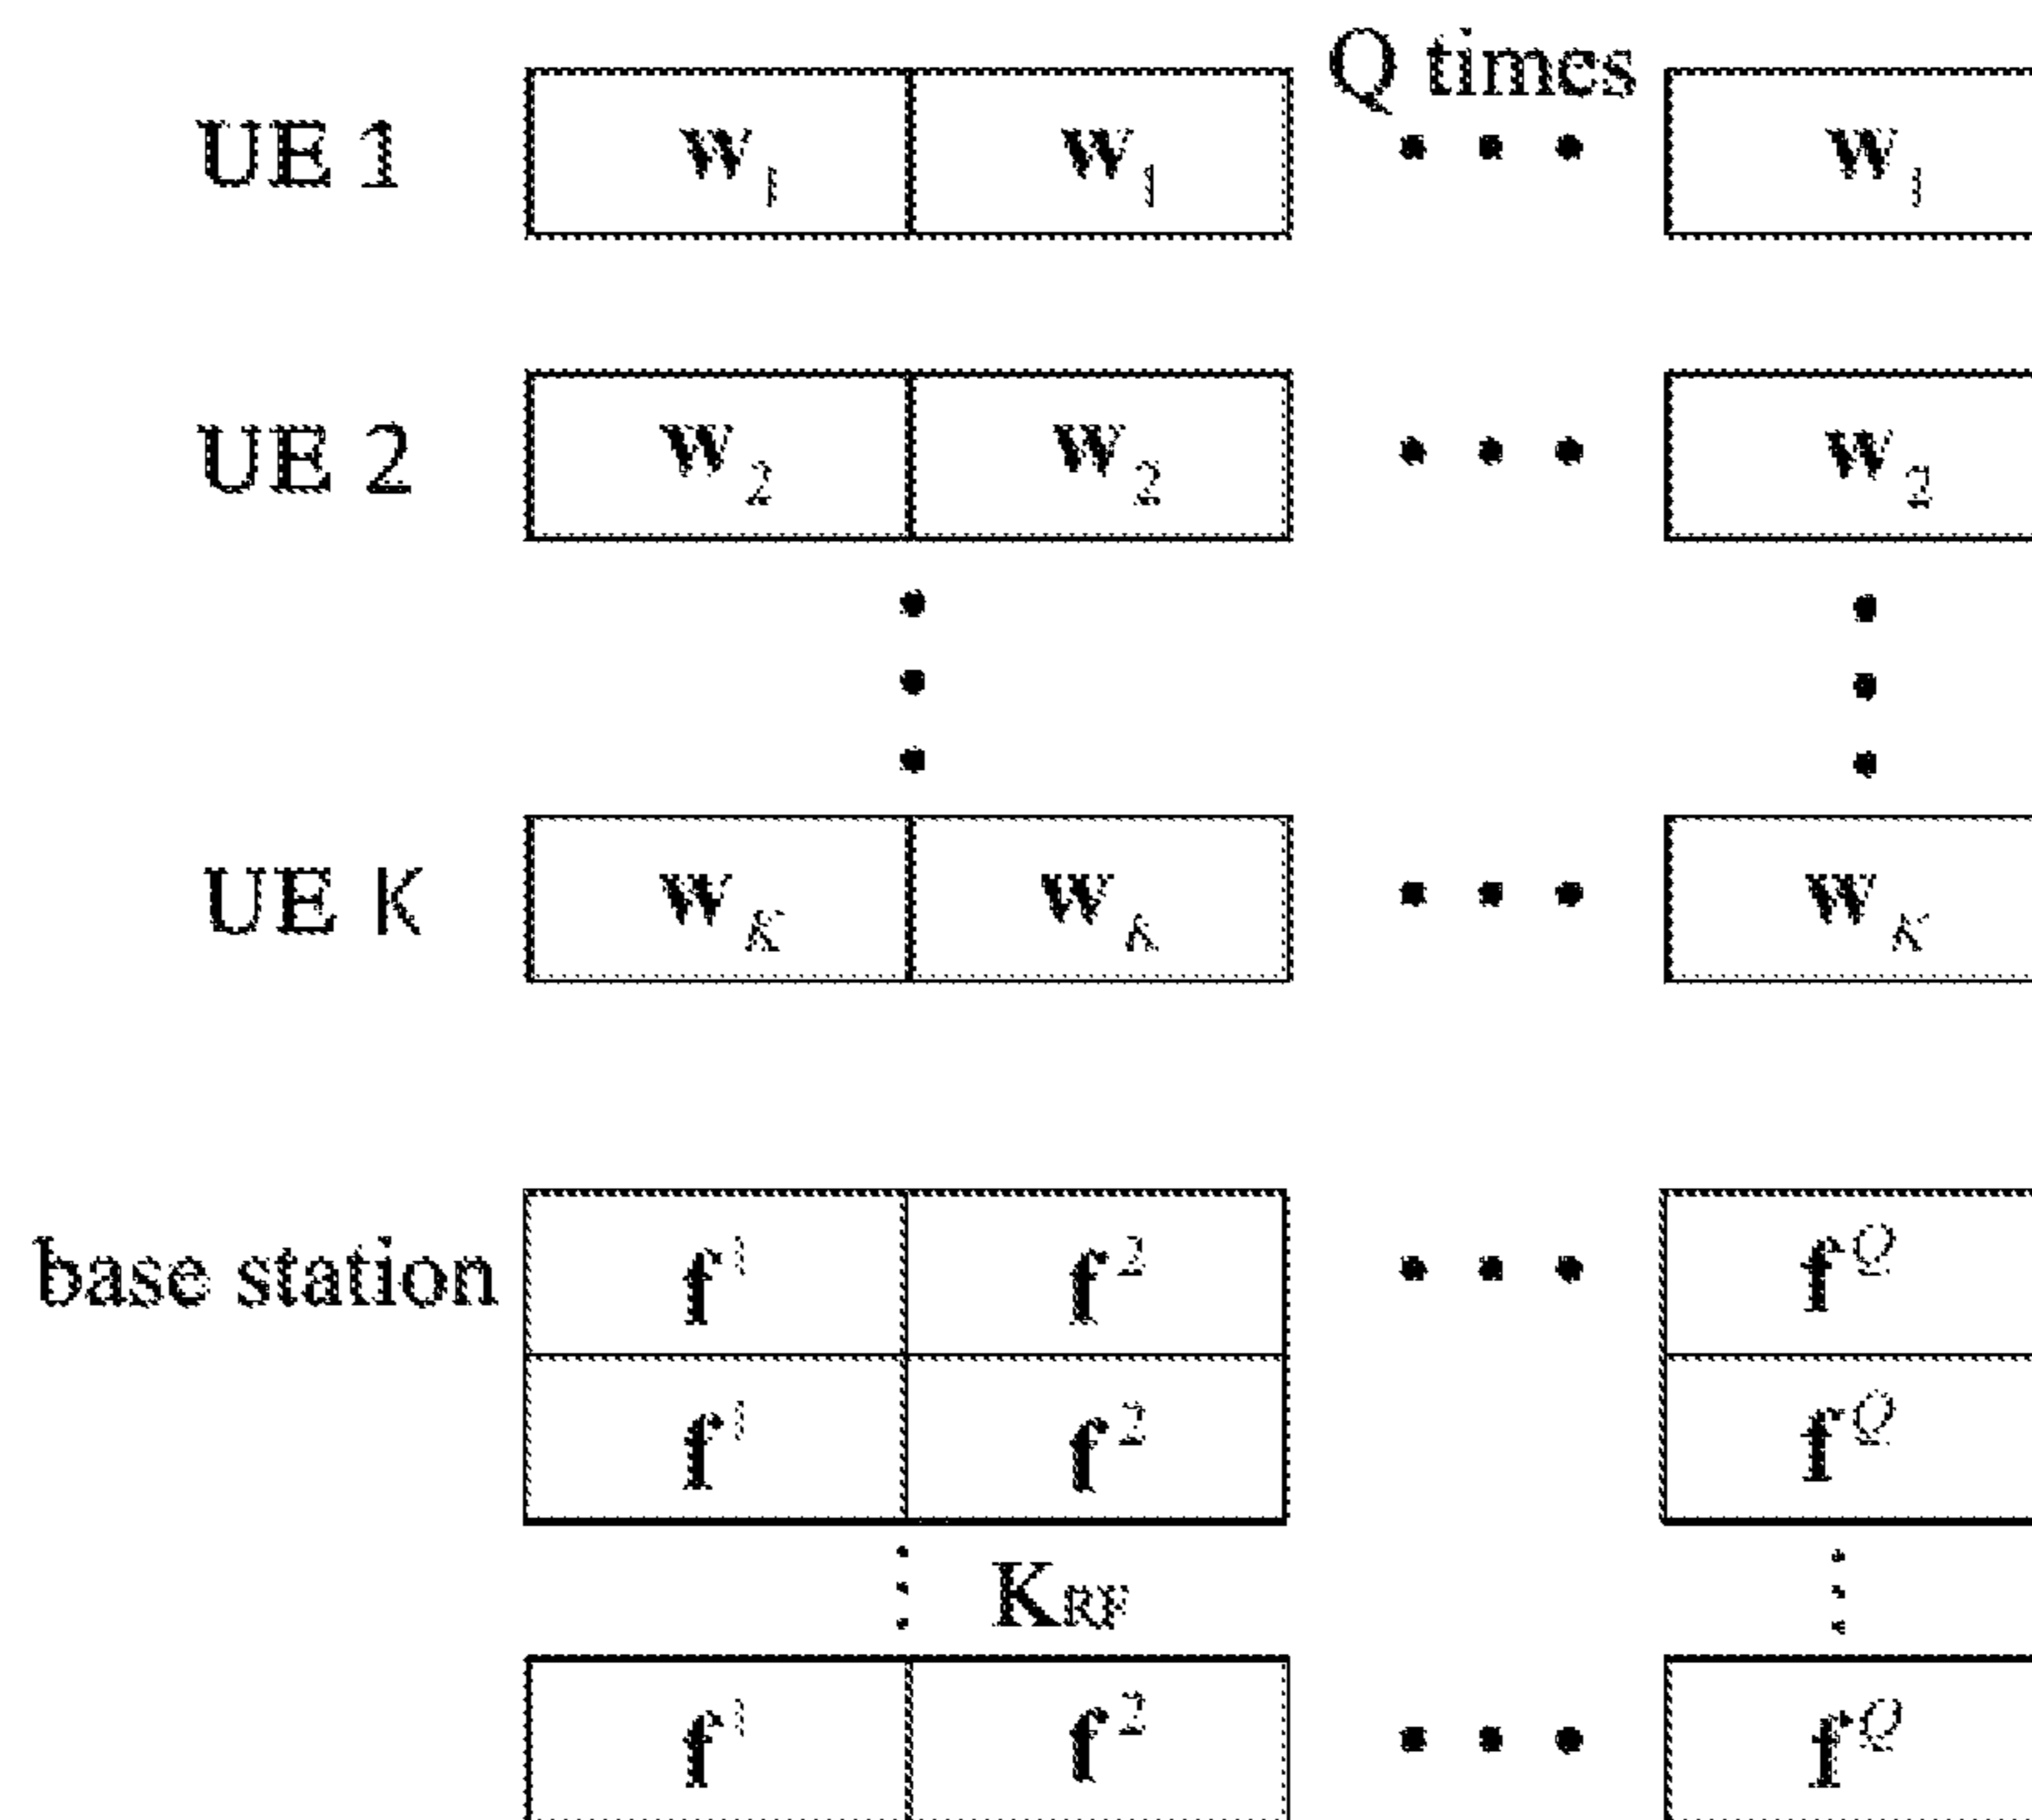 Q times
UE 1 w1 w1 • • • w1
UE 2 w2 w2 • • • w2
UE K wK wK • • • wK
base station f1 f2 • • • fQ
f1 f2 fQ
KRF
f1 f2 • • • fQ